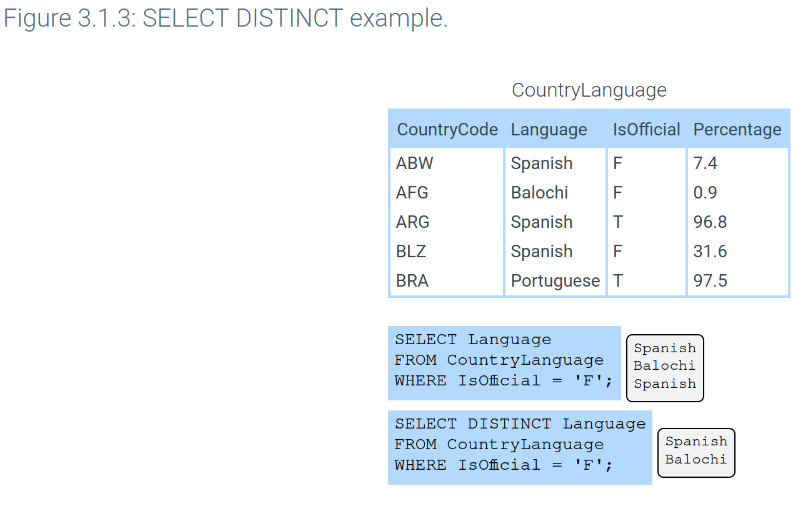 Figure 3.1.3: SELECT DISTINCT example.
CountryLanguage
CountryCode Language IsOfficial Percentage
ABW Spanish F 7.4
AFG Balochi F 0.9
ARG Spanish T 96.8
BLZ Spanish F 31.6
BRA Portuguese T 97.5
SELECT Language
FROM CountryLanguage
WHERE IsOfficial = 'F';
Spanish
Balochi
Spanish
SELECT DISTINCT Language
FROM CountryLanguage
WHERE IsOfficial = 'F';
Spanish
Balochi